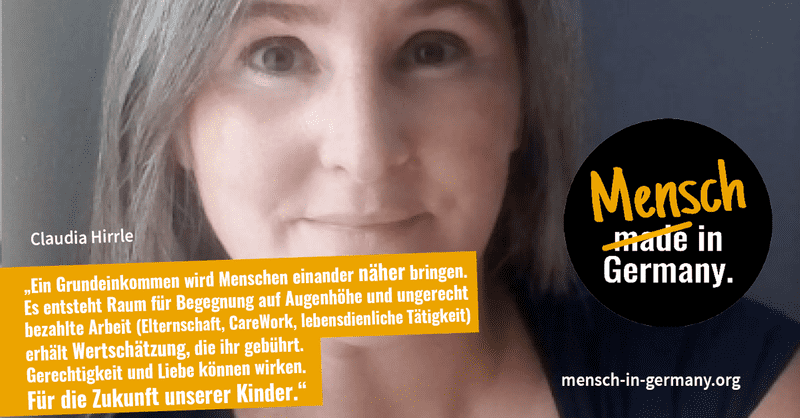 Claudia Hirrle
„Ein Grundeinkommen wird Menschen einander näher bringen.
Es entsteht Raum für Begegnung auf Augenhöhe und ungerecht
bezahlte Arbeit (Elternschaft, CareWork, lebensdienliche Tätigkeit)
erhält Wertschätzung, die ihr gebührt.
Gerechtigkeit und Liebe können wirken.
Für die Zukunft unserer Kinder.“
Mensch
made in
Germany.
mensch-in-germany.org